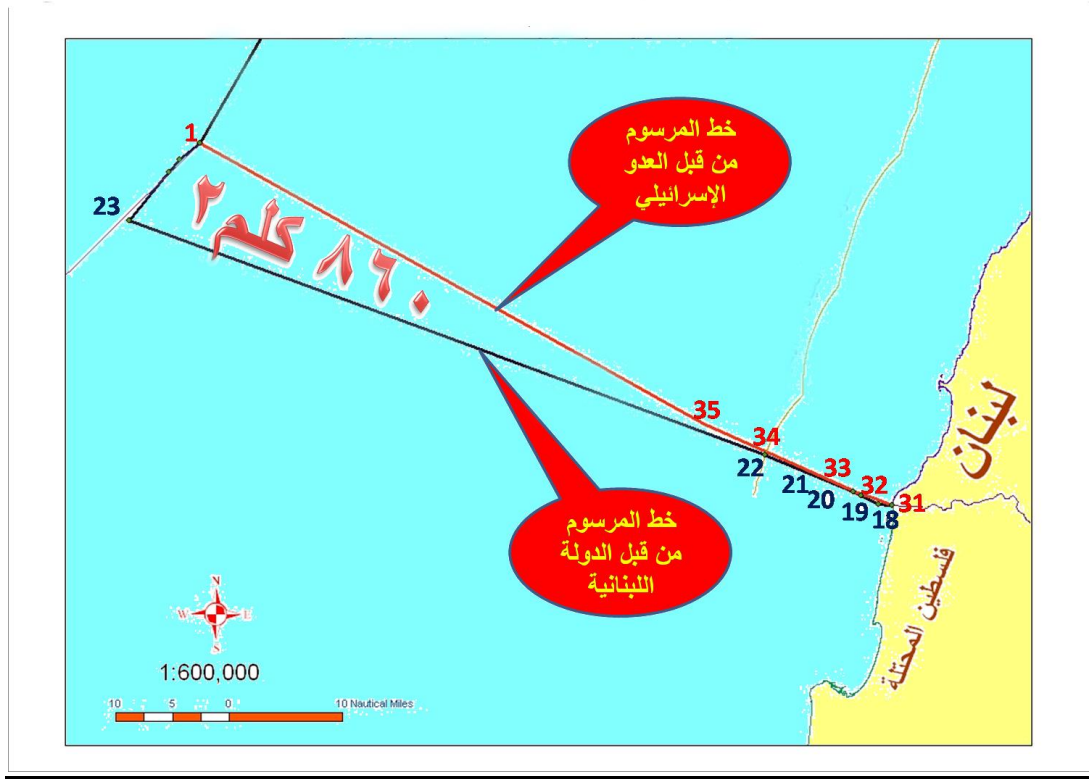 1
خط المرسوم
من قبل العدو
الإسرائيلي
23
٨٦٠ كلم٢
لبنان
35
34
22
33
21
32
20
31
19
18
خط المرسوم
من قبل الدولة
اللبنانية
فلسطين المحتلة
N
W E
S
1:600,000
10 5 0 10 Nautical Miles